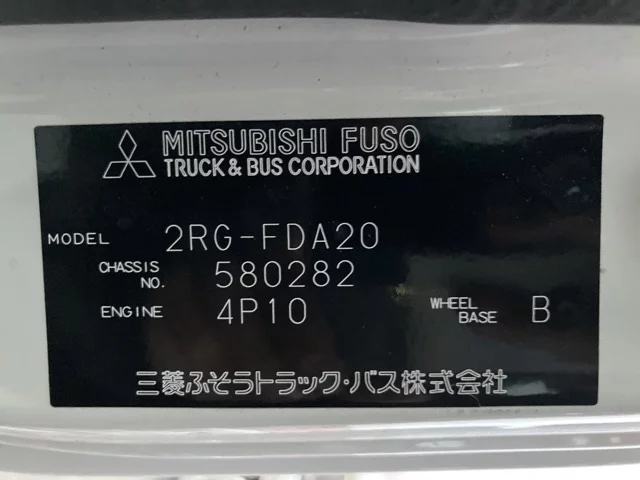 MITSUBISHI FUSO
TRUCK & BUS CORPORATION
MODEL 2RG-FDA20
CHASSIS NO. 580282
ENGINE 4P10 WHEEL BASE B
三菱ふそうトラック・バス株式会社